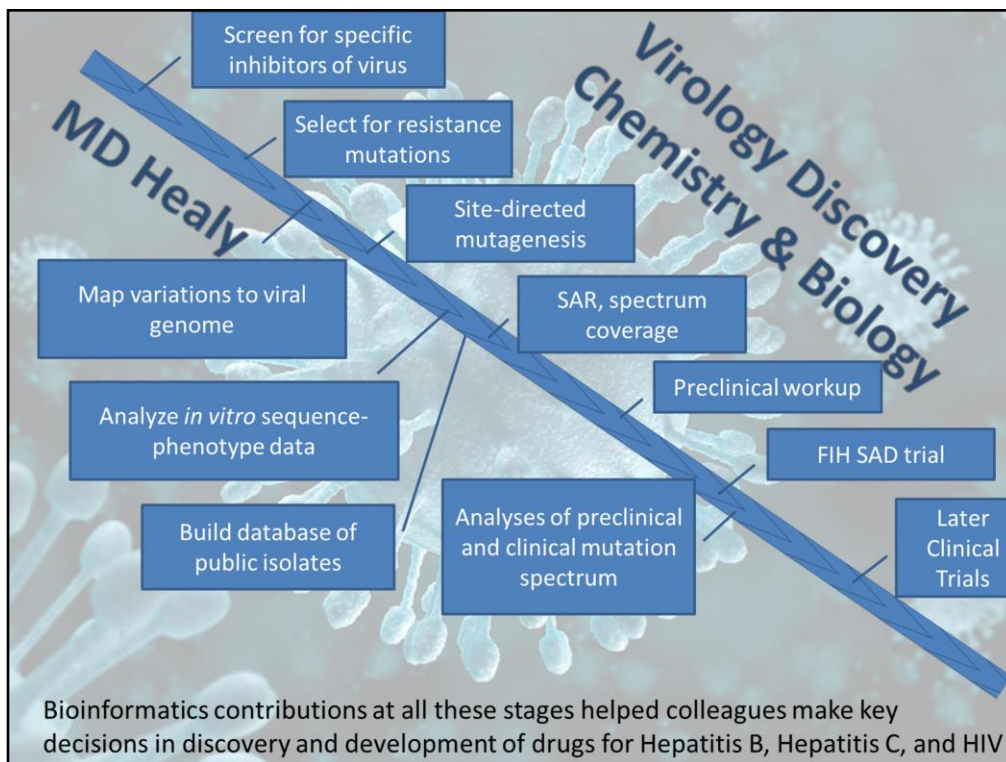 Screen for specific
inhibitors of virus
Virology Discovery
Chemistry & Biology
MD Healy
Select for resistance
mutations
Site-directed
mutagenesis
Map variations to viral
genome
SAR, spectrum
coverage
Preclinical workup
Analyze in vitro sequence-
phenotype data
FIH SAD trial
Build database of
public isolates
Analyses of preclinical
and clinical mutation
spectrum
Later
Clinical
Trials
Bioinformatics contributions at all these stages helped colleagues make key
decisions in discovery and development of drugs for Hepatitis B, Hepatitis C, and HIV